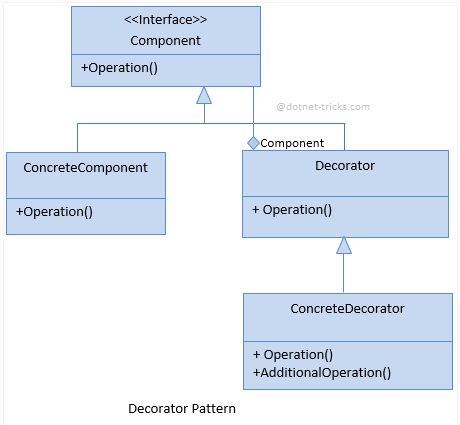 <<Interface>>
Component
+Operation()
@dotnet-tricks.com
Component
ConcreteComponent
+Operation()
Decorator
+ Operation()
ConcreteDecorator
+ Operation()
+AdditionalOperation()
Decorator Pattern